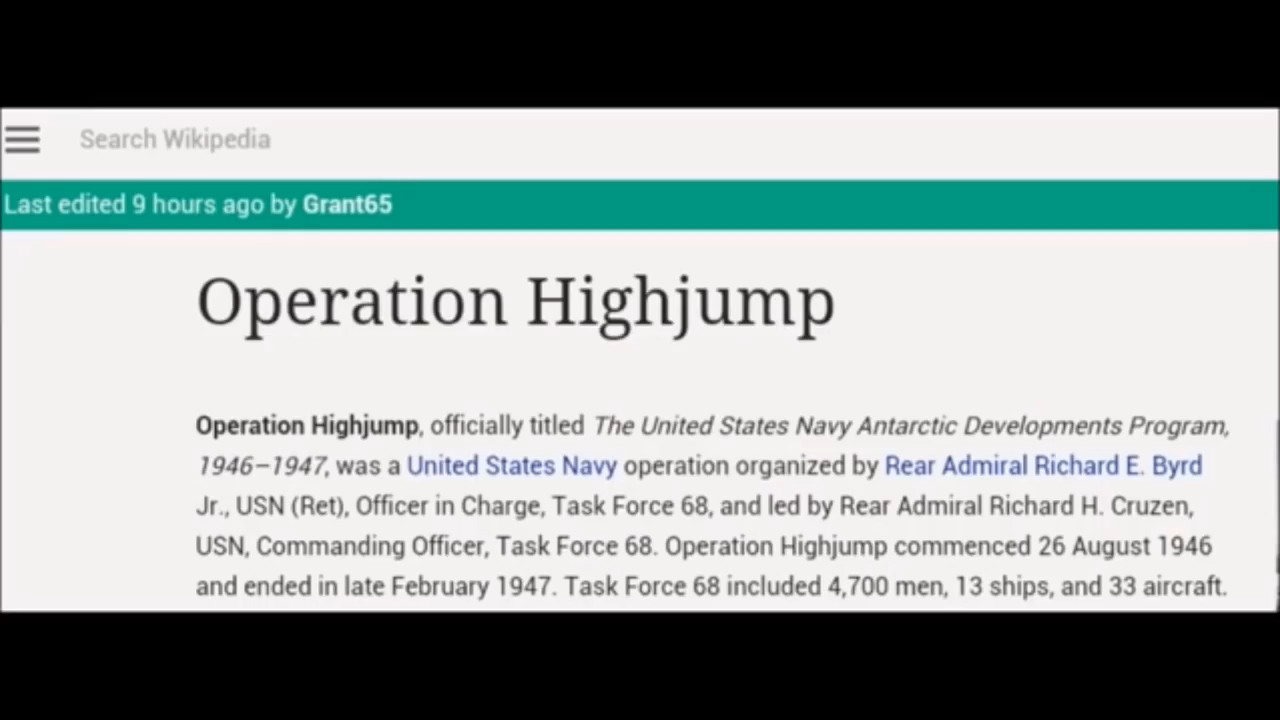 Search Wikipedia
Last edited 9 hours ago by Grant65
Operation Highjump
Operation Highjump, officially titled The United States Navy Antarctic Developments Program,
1946–1947, was a United States Navy operation organized by Rear Admiral Richard E. Byrd
Jr., USN (Ret), Officer in Charge, Task Force 68, and led by Rear Admiral Richard H. Cruzen,
USN, Commanding Officer, Task Force 68. Operation Highjump commenced 26 August 1946
and ended in late February 1947. Task Force 68 included 4,700 men, 13 ships, and 33 aircraft.